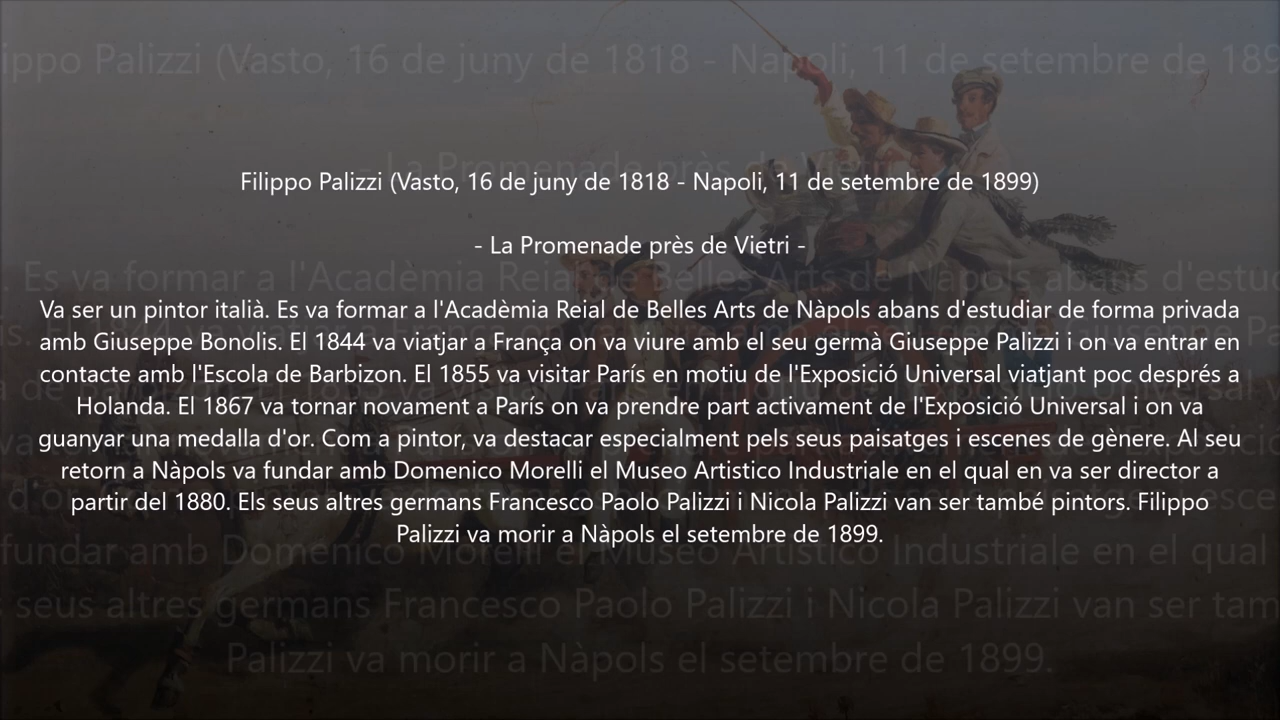 Filippo Palizzi (Vasto, 16 de juny de 1818 - Napoli, 11 de setembre de 1899)
- La Promenade près de Vietri -
Va ser un pintor italià. Es va formar a l'Acadèmia Reial de Belles Arts de Nàpols abans d'estudiar de forma privada
amb Giuseppe Bonolis. El 1844 va viatjar a França on va viure amb el seu germà Giuseppe Palizzi i on va entrar en
contacte amb l'Escola de Barbizon. El 1855 va visitar París en motiu de l'Exposició Universal viatjant poc després a
Holanda. El 1867 va tornar novament a París on va prendre part activament de l'Exposició Universal i on va
guanyar una medalla d'or. Com a pintor, va destacar especialment pels seus paisatges i escenes de gènere. Al seu
retorn a Nàpols va fundar amb Domenico Morelli el Museo Artistico Industriale en el qual en va ser director a
partir del 1880. Els seus altres germans Francesco Paolo Palizzi i Nicola Palizzi van ser també pintors. Filippo
Palizzi va morir a Nàpols el setembre de 1899.